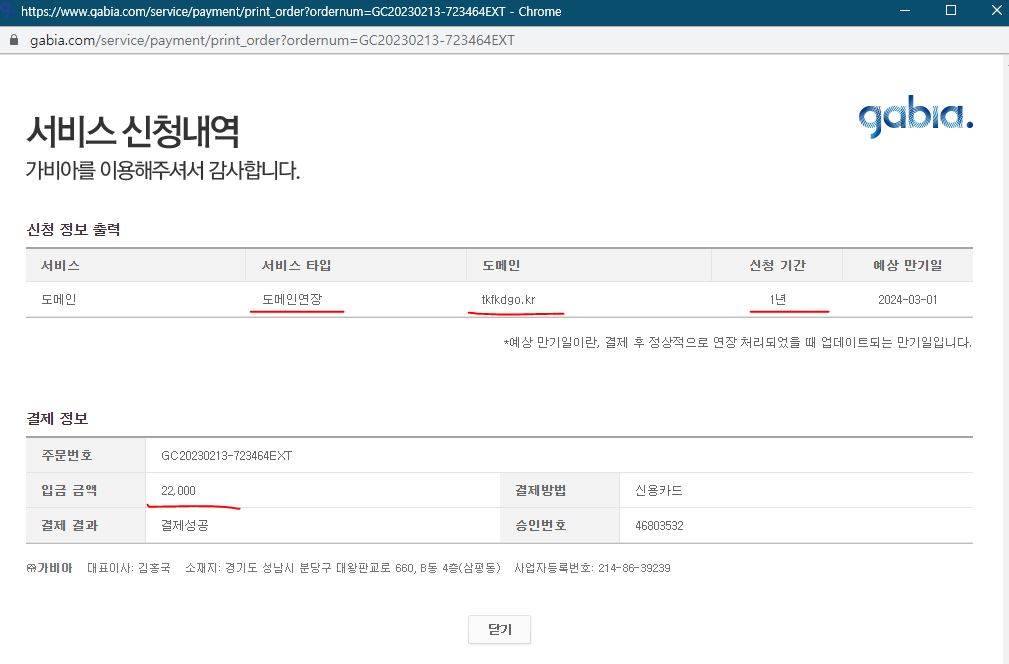 https://www.gabia.com/service/payment/print_order?ordernum=GC20230213-723464EXT - Chrome
gabia.com/service/payment/print_order?ordernum=GC20230213-723464EXT
gabia.
서비스 신청내역
가비아를 이용해주셔서 감사합니다.
신청 정보 출력
서비스 서비스 타입 도메인 신청 기간 예상 만기일
도메인 도메인연장 tkfkdgo.kr 1년 2024-03-01
*예상 만기일이란, 결제 후 정상적으로 연장 처리되었을 때 업데이트되는 만기일입니다.
결제 정보
주문번호 GC20230213-723464EXT
입금 금액 22,000 결제방법 신용카드
결제 결과 결제성공 승인번호 46803532
㈜가비아 대표이사: 김홍국 소재지: 경기도 성남시 분당구 대왕판교로 660, B동 4층(삼평동) 사업자등록번호: 214-86-39239
닫기